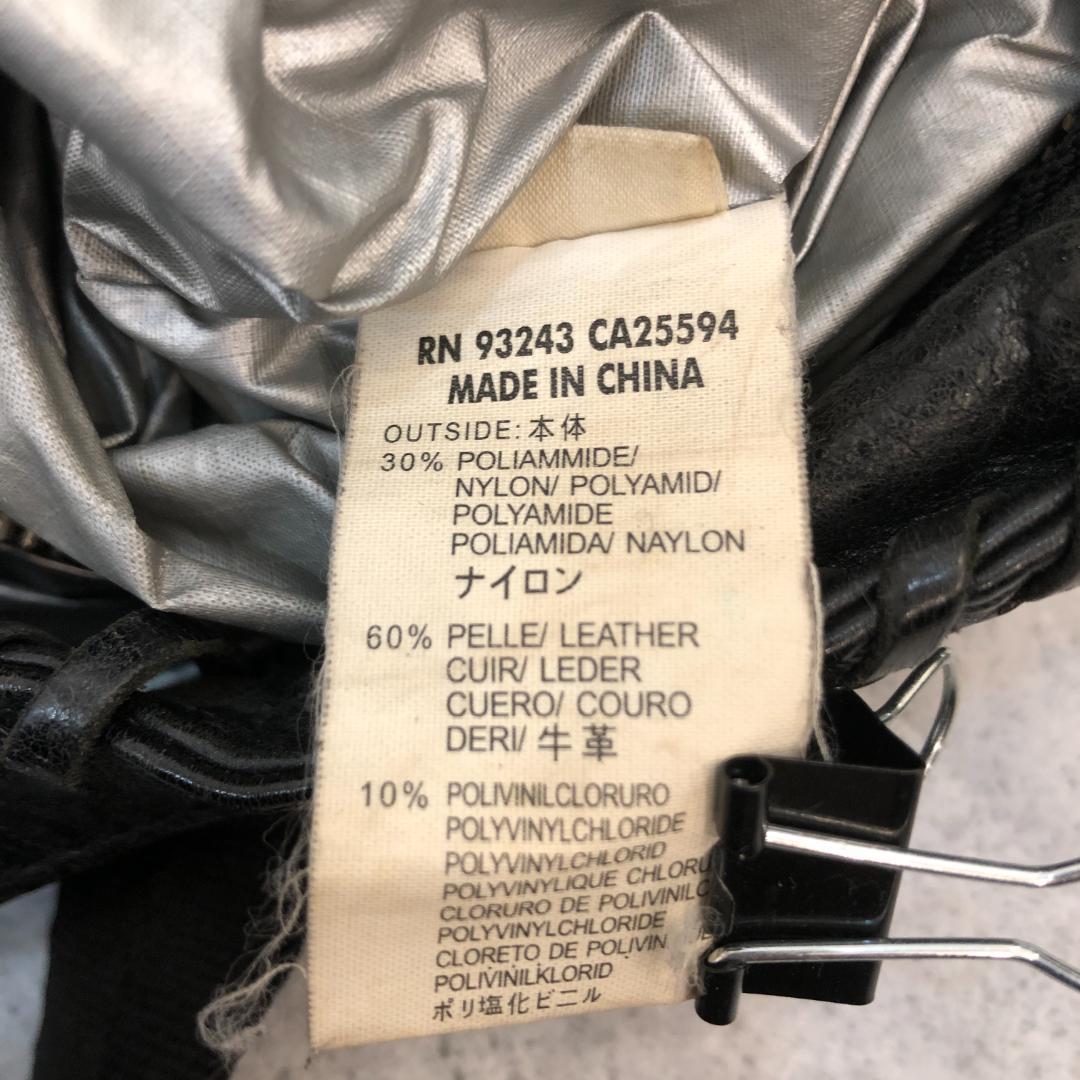 RN 93243 CA25594
MADE IN CHINA
OUTSIDE: 本体
30% POLIAMMIDE/
NYLON/ POLYAMID/
POLYAMIDE
POLIAMIDA/ NAYLON
ナイロン
60% PELLE/ LEATHER
CUIR/ LEDER
CUERO/ COURO
DERI/ 牛革
10% POLIVINILCLORURO
POLYVINYLCHLORIDE
POLYVINYLCHLORID
POLYVINYLIQUE CHLORU
CLORURO DE POLIVINILC
POLYVINYLCHLORIDE
CLORETO DE POLIVIN
POLIVINILKLORID
ポリ塩化ビニル